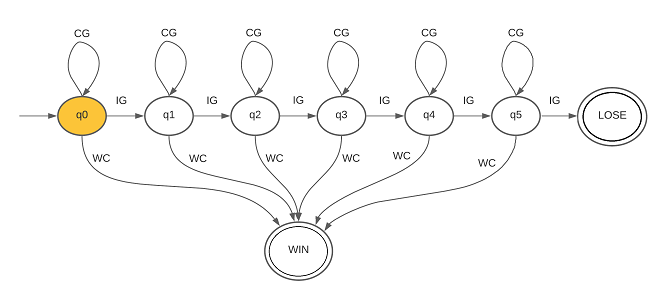 CG CG CG CG CG CG
IG IG IG IG IG IG
q0 q1 q2 q3 q4 q5 LOSE
WC WC WC WC WC WC
WIN